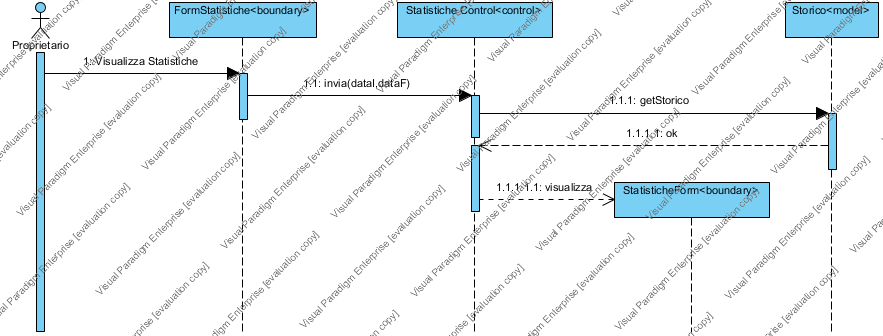 FormStatistiche<boundary>
Statistiche Control<control>
Storico<model>
Proprietario
1: Visualizza Statistiche
1.1: invia(dataI,dataF)
1.1.1: getStorico
1.1.1.1: ok
1.1.1.1.1: visualizza
StatisticheForm<boundary>
Visual Paradigm Enterprise [evaluation copy]